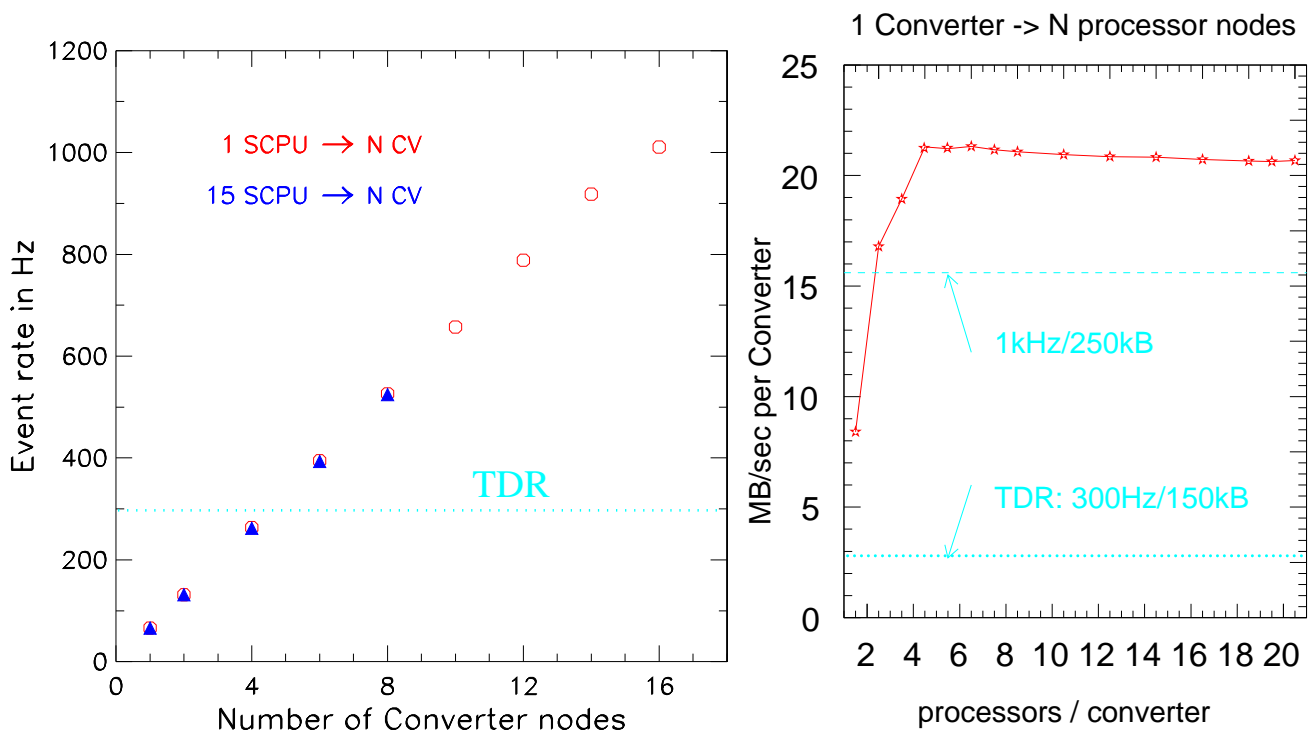 1200
1000
800
600
400
200
0
Event rate in Hz
1 SCPU → N CV
15 SCPU → N CV
TDR
0 4 8 12 16
Number of Converter nodes
1 Converter -> N processor nodes
25
20
15
10
5
0
MB/sec per Converter
1kHz/250kB
TDR: 300Hz/150kB
2 4 6 8 10 12 14 16 18 20
processors / converter